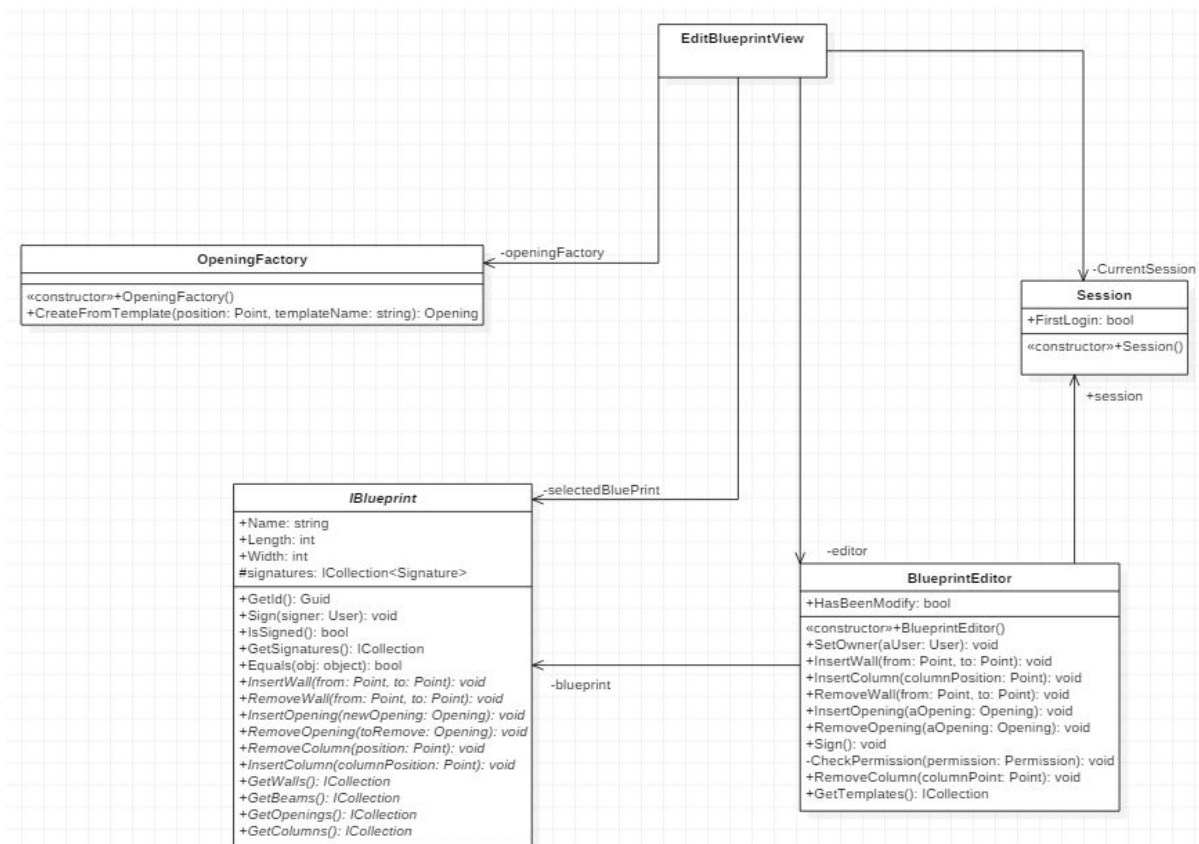 EditBlueprintView
-openingFactory
OpeningFactory
«constructor»+OpeningFactory()
+CreateFromTemplate(position: Point, templateName: string): Opening
-CurrentSession
Session
+FirstLogin: bool
«constructor»+Session()
+session
-selectedBluePrint
IBlueprint
+Name: string
+Length: int
+Width: int
#signatures: ICollection<Signature>
+GetId(): Guid
+Sign(signer: User): void
+IsSigned(): bool
+GetSignatures(): ICollection
+Equals(obj: object): bool
+InsertWall(from: Point, to: Point): void
+RemoveWall(from: Point, to: Point): void
+InsertOpening(newOpening: Opening): void
+RemoveOpening(toRemove: Opening): void
+RemoveColumn(position: Point): void
+InsertColumn(columnPosition: Point): void
+GetWalls(): ICollection
+GetBeams(): ICollection
+GetOpenings(): ICollection
+GetColumns(): ICollection
-blueprint
-editor
BlueprintEditor
+HasBeenModify: bool
«constructor»+BlueprintEditor()
+SetOwner(aUser: User): void
+InsertWall(from: Point, to: Point): void
+InsertColumn(columnPosition: Point): void
+RemoveWall(from: Point, to: Point): void
+InsertOpening(aOpening: Opening): void
+RemoveOpening(aOpening: Opening): void
+Sign(): void
-CheckPermission(permission: Permission): void
+RemoveColumn(columnPoint: Point): void
+GetTemplates(): ICollection